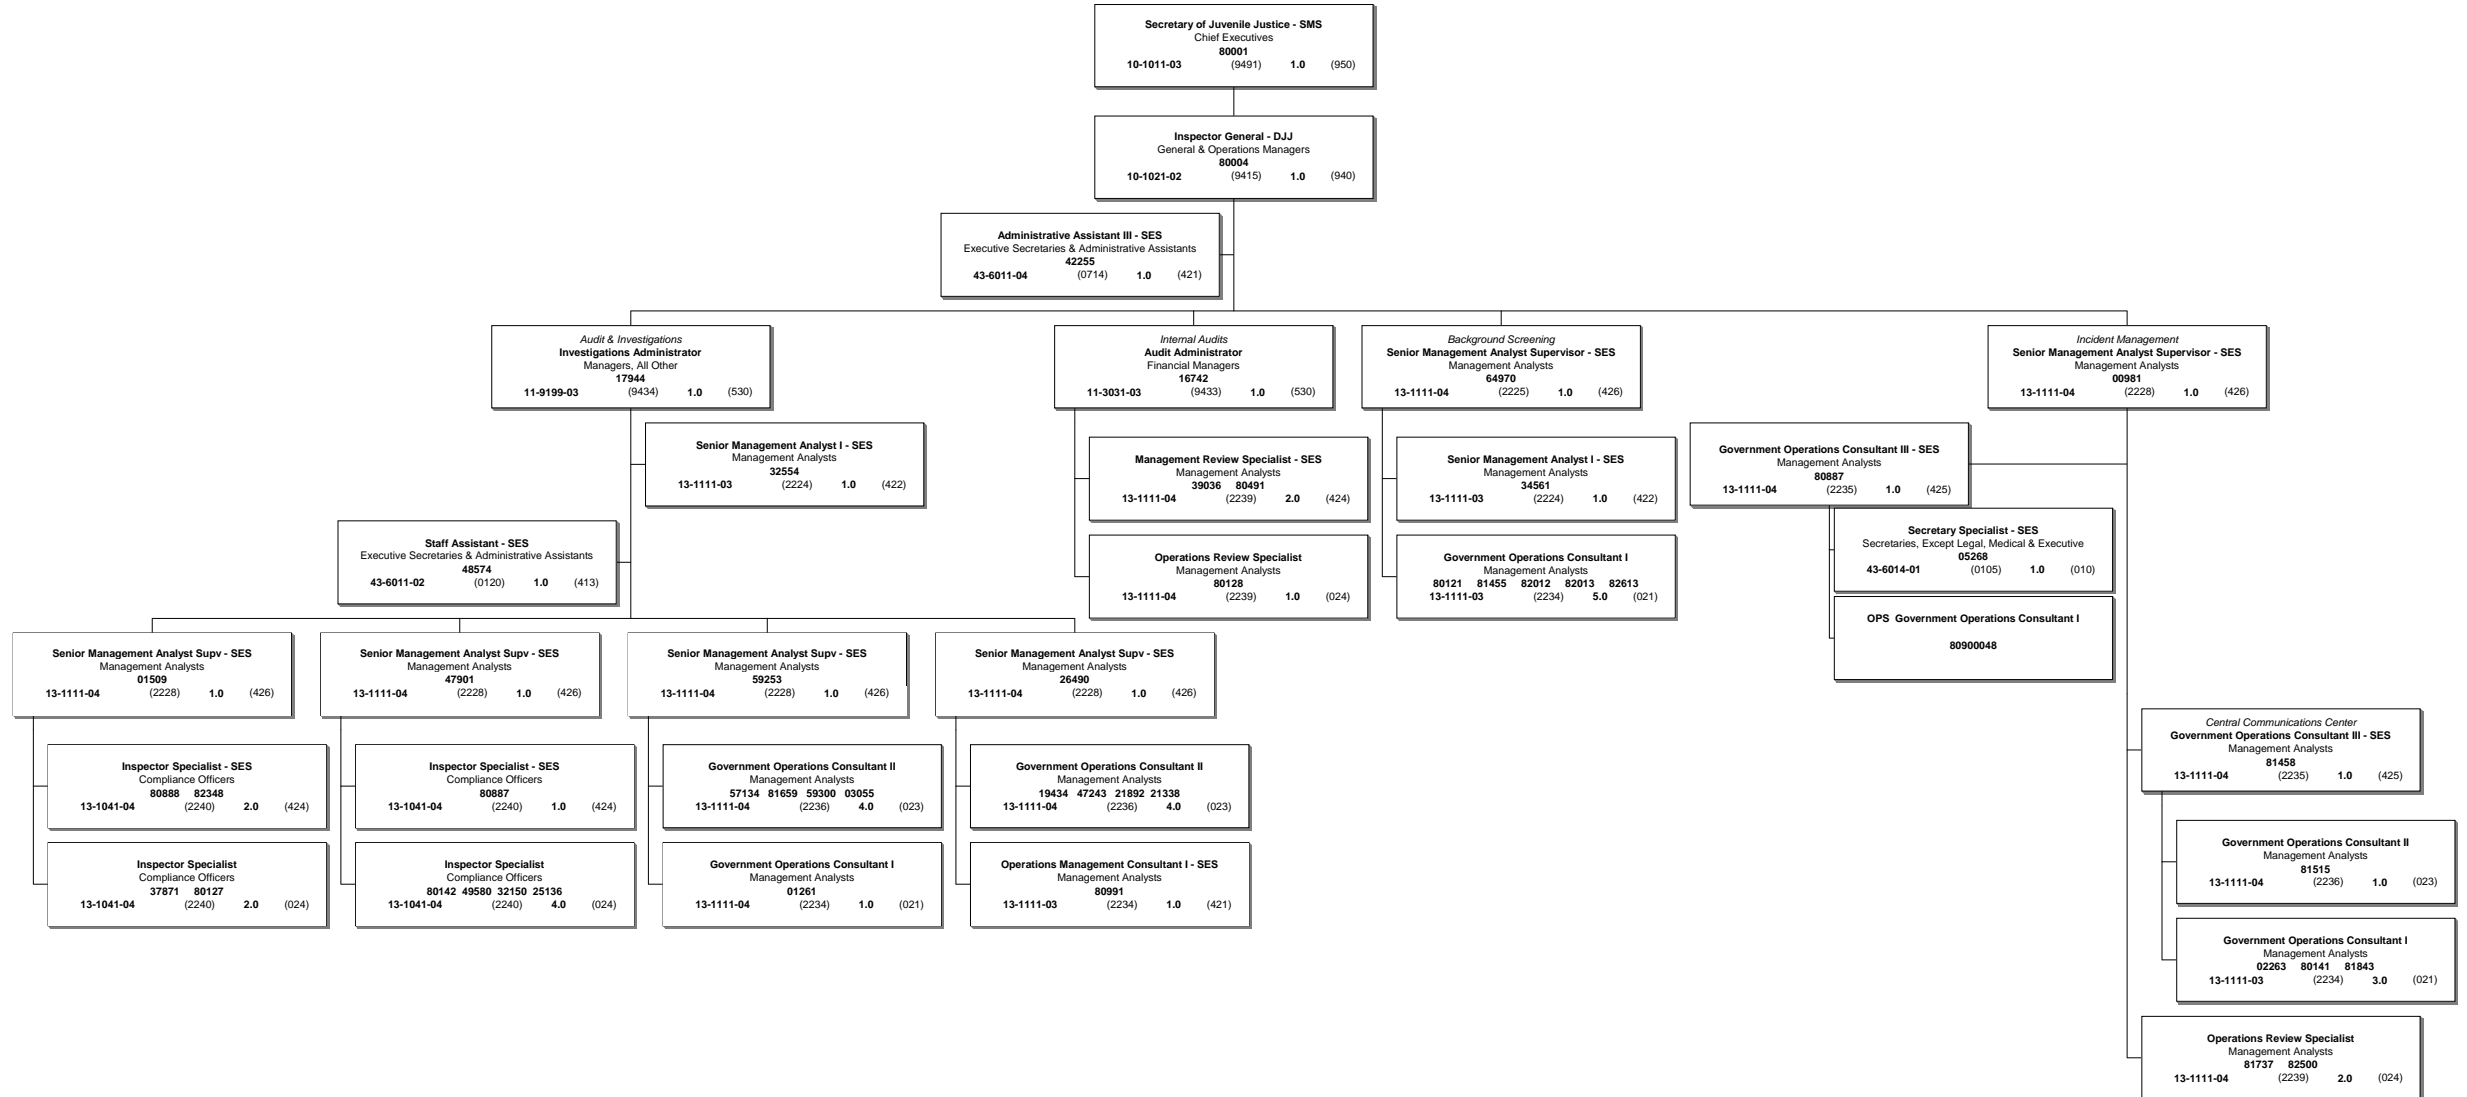 Secretary of Juvenile Justice - SMS
Chief Executives
80001
10-1011-03 (9491) 1.0 (950)
Inspector General - DJJ
General & Operations Managers
80004
10-1021-02 (9415) 1.0 (940)
Administrative Assistant III - SES
Executive Secretaries & Administrative Assistants
42255
43-6011-04 (0714) 1.0 (421)
Audit & Investigations
Investigations Administrator
Managers, All Other
17944
11-9199-03 (9434) 1.0 (530)
Internal Audits
Audit Administrator
Financial Managers
16742
11-3031-03 (9433) 1.0 (530)
Background Screening
Senior Management Analyst Supervisor - SES
Management Analysts
64970
13-1111-04 (2225) 1.0 (426)
Incident Management
Senior Management Analyst Supervisor - SES
Management Analysts
00981
13-1111-04 (2228) 1.0 (426)
Senior Management Analyst I - SES
Management Analysts
32554
13-1111-03 (2224) 1.0 (422)
Management Review Specialist - SES
Management Analysts
39036 80491
13-1111-04 (2239) 2.0 (424)
Senior Management Analyst I - SES
Management Analysts
34561
13-1111-03 (2224) 1.0 (422)
Government Operations Consultant III - SES
Management Analysts
80887
13-1111-04 (2235) 1.0 (425)
Staff Assistant - SES
Executive Secretaries & Administrative Assistants
48574
43-6011-02 (0120) 1.0 (413)
Operations Review Specialist
Management Analysts
80128
13-1111-04 (2239) 1.0 (024)
Government Operations Consultant I
Management Analysts
80121 81455 82012 82013 82613
13-1111-03 (2234) 5.0 (021)
Secretary Specialist - SES
Secretaries, Except Legal, Medical & Executive
05268
43-6014-01 (0105) 1.0 (010)
OPS Government Operations Consultant I
80900048
Senior Management Analyst Supv - SES
Management Analysts
01509
13-1111-04 (2228) 1.0 (426)
Senior Management Analyst Supv - SES
Management Analysts
47901
13-1111-04 (2228) 1.0 (426)
Senior Management Analyst Supv - SES
Management Analysts
59253
13-1111-04 (2228) 1.0 (426)
Senior Management Analyst Supv - SES
Management Analysts
26490
13-1111-04 (2228) 1.0 (426)
Central Communications Center
Government Operations Consultant III - SES
Management Analysts
81458
13-1111-04 (2235) 1.0 (425)
Inspector Specialist - SES
Compliance Officers
80888 82348
13-1041-04 (2240) 2.0 (424)
Inspector Specialist - SES
Compliance Officers
80887
13-1041-04 (2240) 1.0 (424)
Government Operations Consultant II
Management Analysts
57134 81659 59300 03055
13-1111-04 (2236) 4.0 (023)
Government Operations Consultant II
Management Analysts
19434 47243 21892 21338
13-1111-04 (2236) 4.0 (023)
Government Operations Consultant II
Management Analysts
81515
13-1111-04 (2236) 1.0 (023)
Inspector Specialist
Compliance Officers
37871 80127
13-1041-04 (2240) 2.0 (024)
Inspector Specialist
Compliance Officers
80142 49580 32150 25136
13-1041-04 (2240) 4.0 (024)
Government Operations Consultant I
Management Analysts
01261
13-1111-04 (2234) 1.0 (021)
Operations Management Consultant I - SES
Management Analysts
80991
13-1111-03 (2234) 1.0 (421)
Government Operations Consultant I
Management Analysts
02263 80141 81843
13-1111-03 (2234) 3.0 (021)
Operations Review Specialist
Management Analysts
81737 82500
13-1111-04 (2239) 2.0 (024)